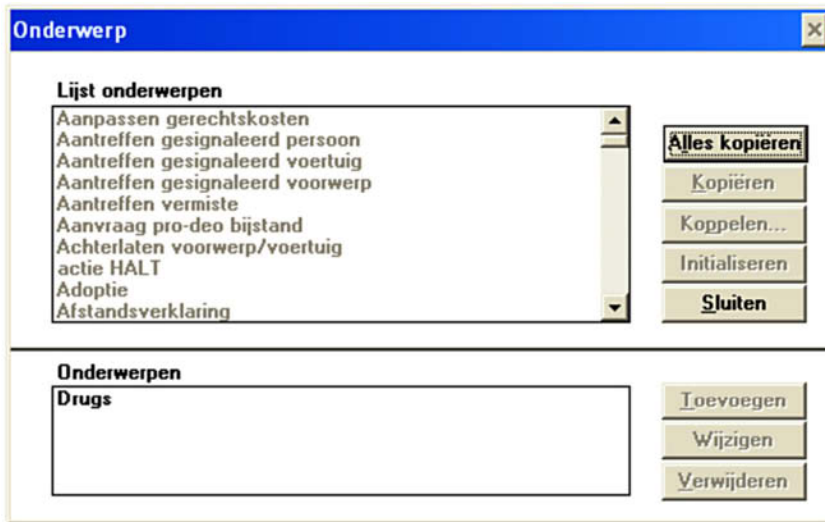 Onderwerp
Lijst onderwerpen
Aanpassen gerechtskosten
Aantreffen gesignaleerd persoon
Aantreffen gesignaleerd voertuig
Aantreffen gesignaleerd voorwerp
Aantreffen vermiste
Aanvraag pro-deo bijstand
Achterlaten voorwerp/voertuig
actie HALT
Adoptie
Afstandsverklaring
Alles kopiëren
Kopiëren
Koppelen...
Initialiseren
Sluiten
Onderwerpen
Drugs
Toevoegen
Wijzigen
Verwijderen